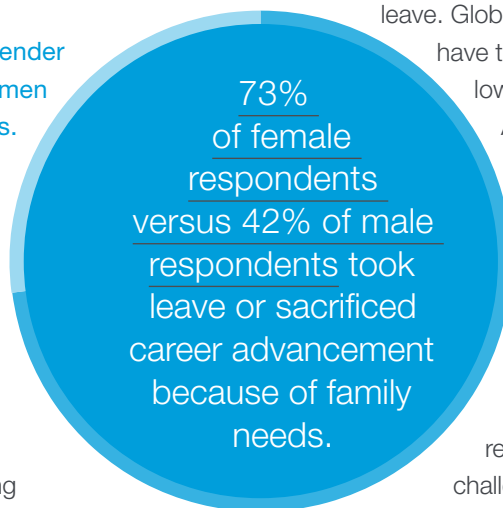 leave. Glob
ender
have t
men
low
s.
73%
of female
respondents
versus 42% of male
respondents took
leave or sacrificed
career advancement
because of family
needs.
re
ng
chall